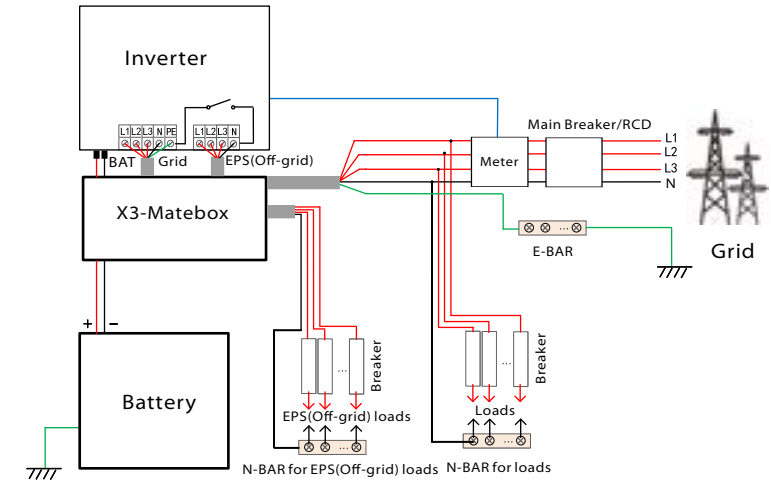 Inverter
L1 L2 L3 N PE
L1 L2 L3 N
BAT
Grid
EPS(Off-grid)
Main Breaker/RCD
L1
L2
L3
N
Meter
X3-Matebox
E-BAR
Grid
+ −
Battery
...
Breaker
...
Breaker
EPS(Off-grid) loads
Loads
...
...
...
N-BAR for EPS(Off-grid) loads
N-BAR for loads